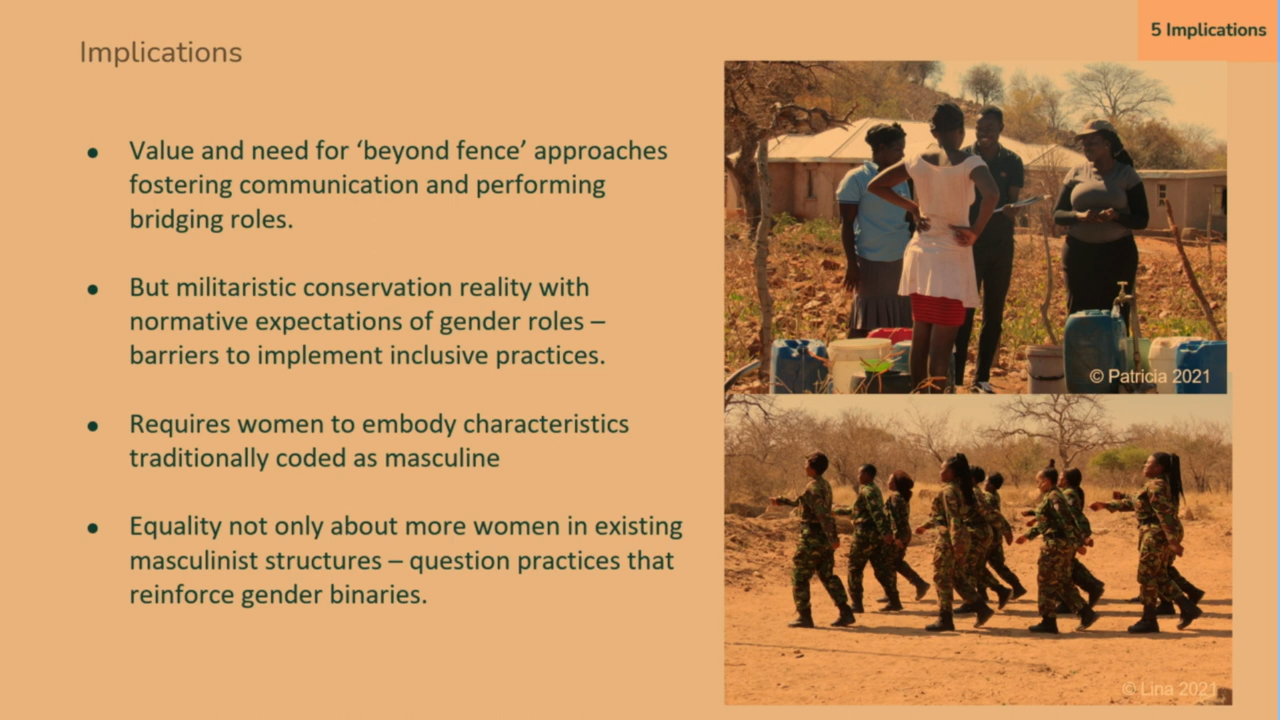 5 Implications
Implications
● Value and need for ‘beyond fence’ approaches
fostering communication and performing
bridging roles.
● But militaristic conservation reality with
normative expectations of gender roles –
barriers to implement inclusive practices.
● Requires women to embody characteristics
traditionally coded as masculine
● Equality not only about more women in existing
masculinist structures – question practices that
reinforce gender binaries.
© Patricia 2021
© Lina 2021